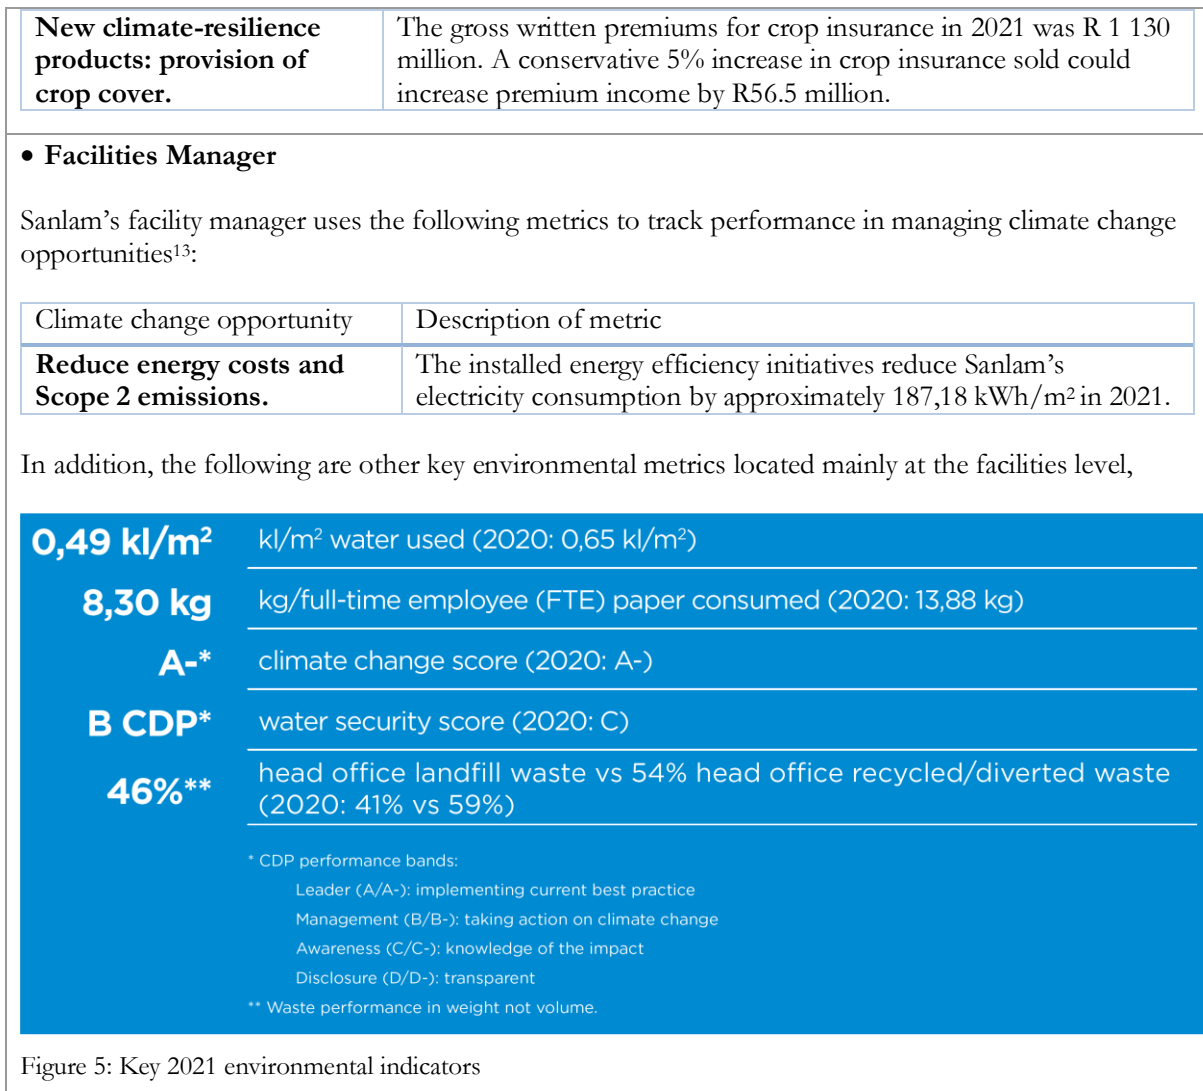 New climate-resilience
products: provision of
crop cover.
The gross written premiums for crop insurance in 2021 was R 1 130
million. A conservative 5% increase in crop insurance sold could
increase premium income by R56.5 million.
• Facilities Manager
Sanlam’s facility manager uses the following metrics to track performance in managing climate change
opportunities¹³:
Climate change opportunity
Description of metric
Reduce energy costs and
Scope 2 emissions.
The installed energy efficiency initiatives reduce Sanlam’s
electricity consumption by approximately 187,18 kWh/m² in 2021.
In addition, the following are other key environmental metrics located mainly at the facilities level,
0,49 kl/m²
kl/m² water used (2020: 0,65 kl/m²)
8,30 kg
kg/full-time employee (FTE) paper consumed (2020: 13,88 kg)
A-*
climate change score (2020: A-)
B CDP*
water security score (2020: C)
46%**
head office landfill waste vs 54% head office recycled/diverted waste
(2020: 41% vs 59%)
* CDP performance bands:
Leader (A/A-): implementing current best practice
Management (B/B-): taking action on climate change
Awareness (C/C-): knowledge of the impact
Disclosure (D/D-): transparent
** Waste performance in weight not volume.
Figure 5: Key 2021 environmental indicators